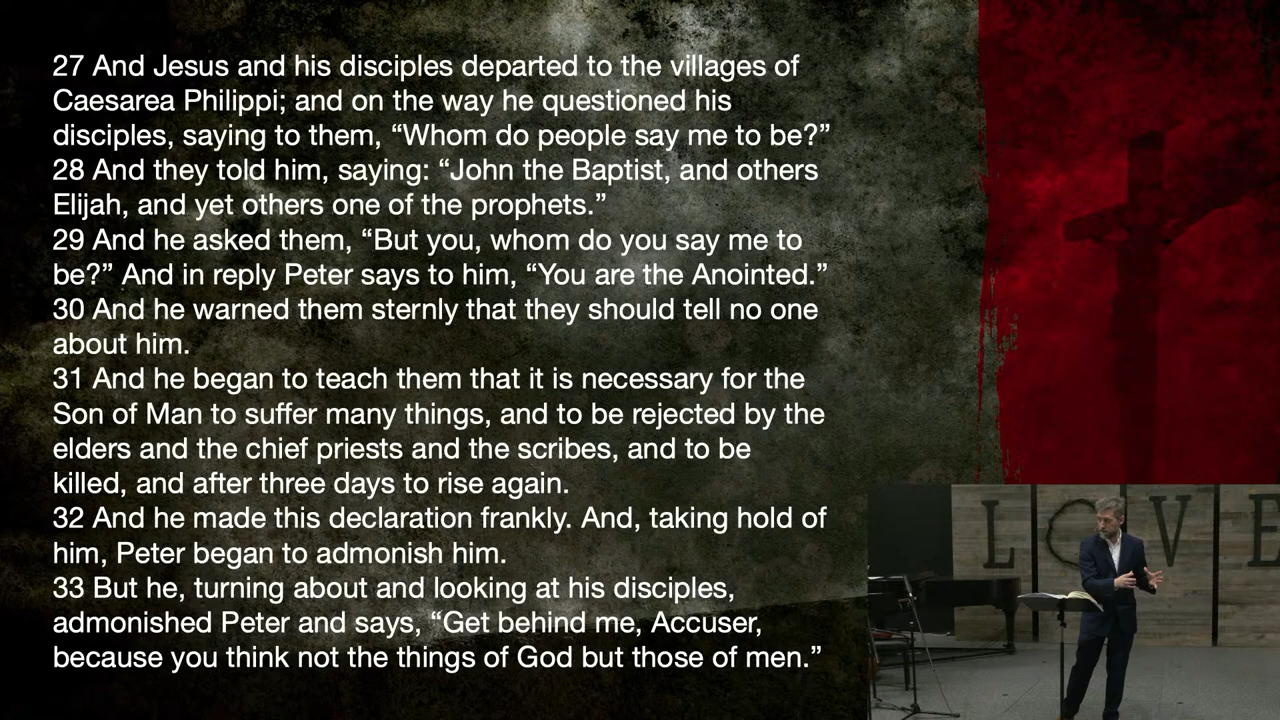 27 And Jesus and his disciples departed to the villages of
Caesarea Philippi; and on the way he questioned his
disciples, saying to them, “Whom do people say me to be?”
28 And they told him, saying: “John the Baptist, and others
Elijah, and yet others one of the prophets.”
29 And he asked them, “But you, whom do you say me to
be?” And in reply Peter says to him, “You are the Anointed.”
30 And he warned them sternly that they should tell no one
about him.
31 And he began to teach them that it is necessary for the
Son of Man to suffer many things, and to be rejected by the
elders and the chief priests and the scribes, and to be
killed, and after three days to rise again.
32 And he made this declaration frankly. And, taking hold of
him, Peter began to admonish him.
33 But he, turning about and looking at his disciples,
admonished Peter and says, “Get behind me, Accuser,
because you think not the things of God but those of men.”
LOVE